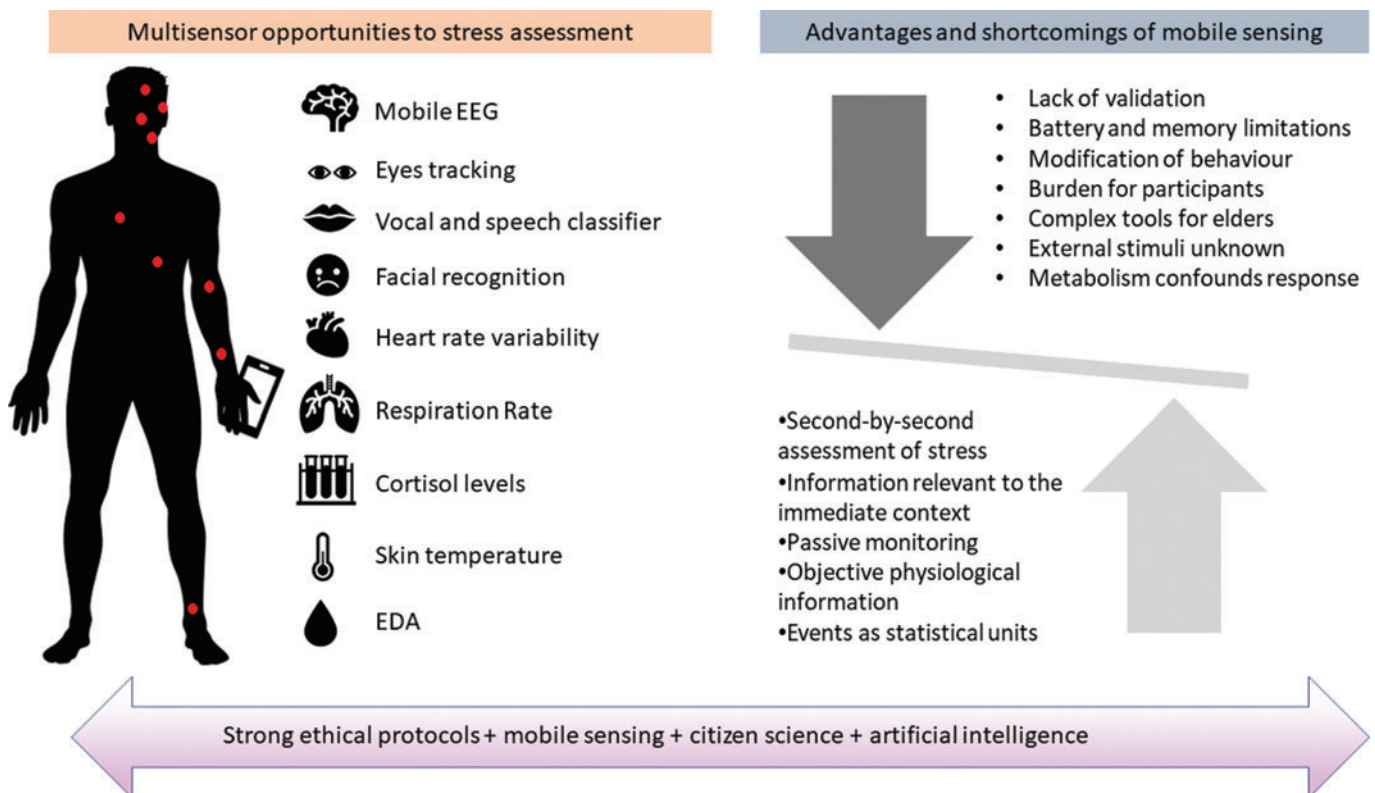 Multisensor opportunities to stress assessment
Mobile EEG
Eyes tracking
Vocal and speech classifier
Facial recognition
Heart rate variability
Respiration Rate
Cortisol levels
Skin temperature
EDA
Advantages and shortcomings of mobile sensing
• Lack of validation
• Battery and memory limitations
• Modification of behaviour
• Burden for participants
• Complex tools for elders
• External stimuli unknown
• Metabolism confounds response
•Second-by-second
assessment of stress
•Information relevant to the
immediate context
•Passive monitoring
•Objective physiological
information
•Events as statistical units
Strong ethical protocols + mobile sensing + citizen science + artificial intelligence